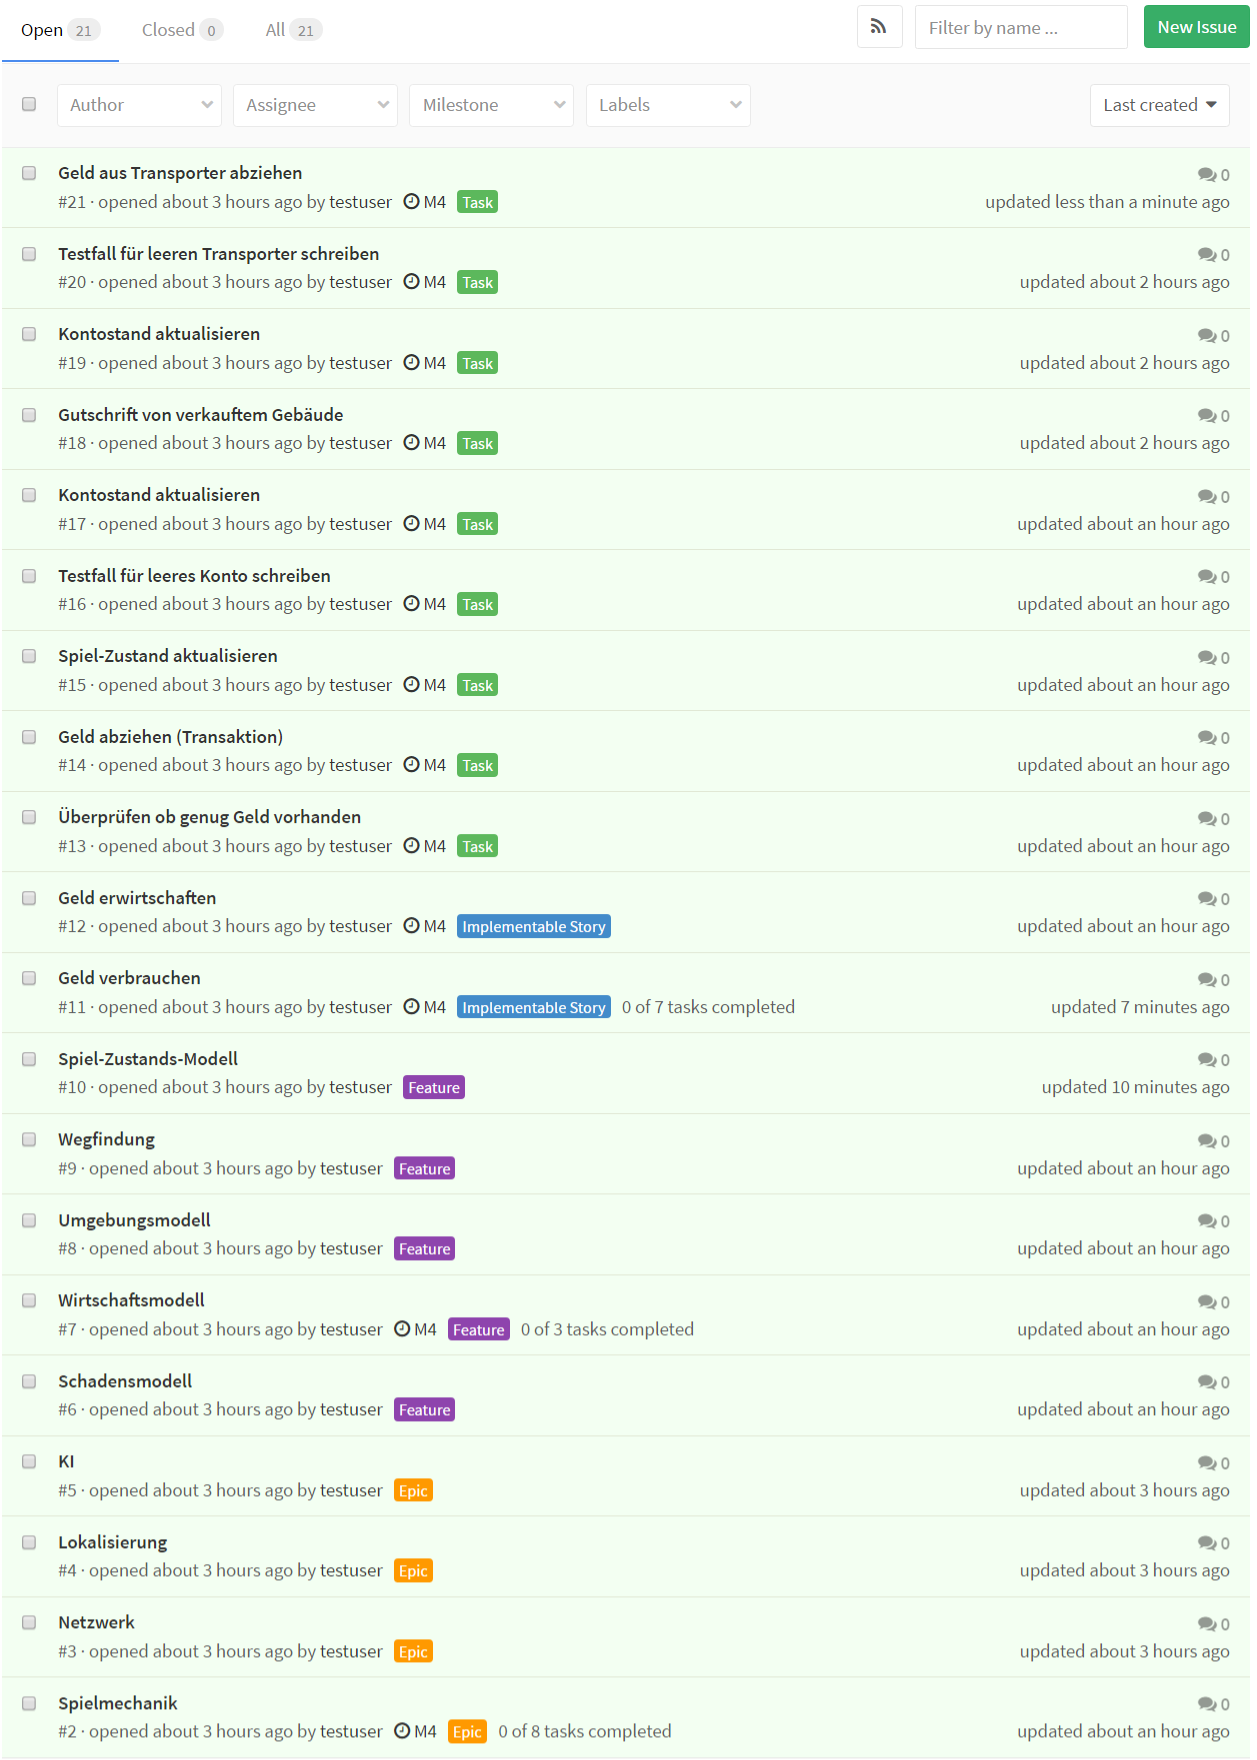 Open 21 Closed 0 All 21 Filter by name ... New Issue
Author Assignee Milestone Labels Last created
Geld aus Transporter abziehen 0
#21 · opened about 3 hours ago by testuser M4 Task updated less than a minute ago
Testfall für leeren Transporter schreiben 0
#20 · opened about 3 hours ago by testuser M4 Task updated about 2 hours ago
Kontostand aktualisieren 0
#19 · opened about 3 hours ago by testuser M4 Task updated about 2 hours ago
Gutschrift von verkauftem Gebäude 0
#18 · opened about 3 hours ago by testuser M4 Task updated about 2 hours ago
Kontostand aktualisieren 0
#17 · opened about 3 hours ago by testuser M4 Task updated about an hour ago
Testfall für leeres Konto schreiben 0
#16 · opened about 3 hours ago by testuser M4 Task updated about an hour ago
Spiel-Zustand aktualisieren 0
#15 · opened about 3 hours ago by testuser M4 Task updated about an hour ago
Geld abziehen (Transaktion) 0
#14 · opened about 3 hours ago by testuser M4 Task updated about an hour ago
Überprüfen ob genug Geld vorhanden 0
#13 · opened about 3 hours ago by testuser M4 Task updated about an hour ago
Geld erwirtschaften 0
#12 · opened about 3 hours ago by testuser M4 Implementable Story updated about an hour ago
Geld verbrauchen 0
#11 · opened about 3 hours ago by testuser M4 Implementable Story 0 of 7 tasks completed updated 7 minutes ago
Spiel-Zustands-Modell 0
#10 · opened about 3 hours ago by testuser Feature updated 10 minutes ago
Wegfindung 0
#9 · opened about 3 hours ago by testuser Feature updated about an hour ago
Umgebungsmodell 0
#8 · opened about 3 hours ago by testuser Feature updated about an hour ago
Wirtschaftsmodell 0
#7 · opened about 3 hours ago by testuser M4 Feature 0 of 3 tasks completed updated about an hour ago
Schadensmodell 0
#6 · opened about 3 hours ago by testuser Feature updated about an hour ago
KI 0
#5 · opened about 3 hours ago by testuser Epic updated about 3 hours ago
Lokalisierung 0
#4 · opened about 3 hours ago by testuser Epic updated about 3 hours ago
Netzwerk 0
#3 · opened about 3 hours ago by testuser Epic updated about 3 hours ago
Spielmechanik 0
#2 · opened about 3 hours ago by testuser M4 Epic 0 of 8 tasks completed updated about an hour ago